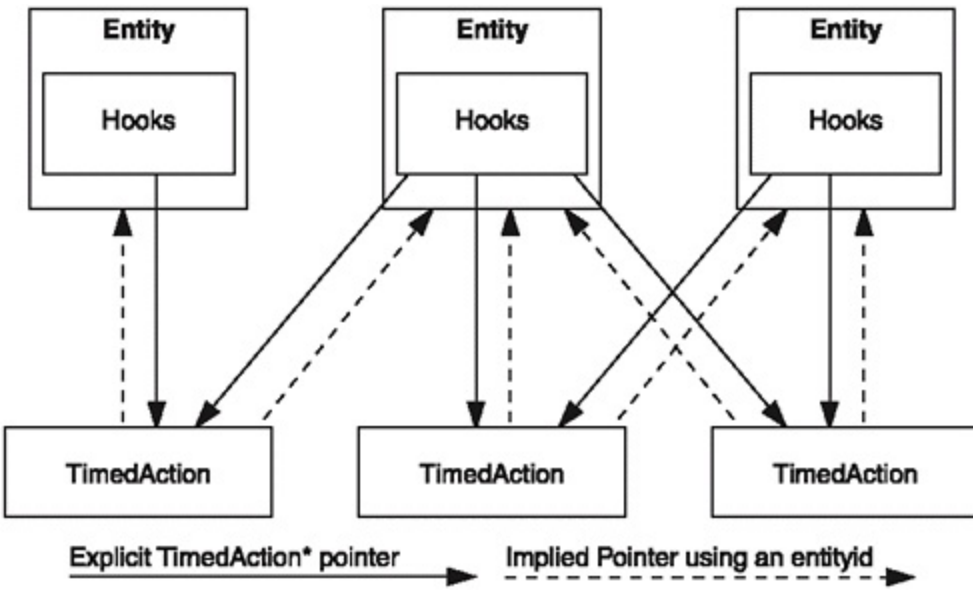 Entity Entity Entity
Hooks Hooks Hooks
TimedAction TimedAction TimedAction
Explicit TimedAction* pointer Implied Pointer using an entityid